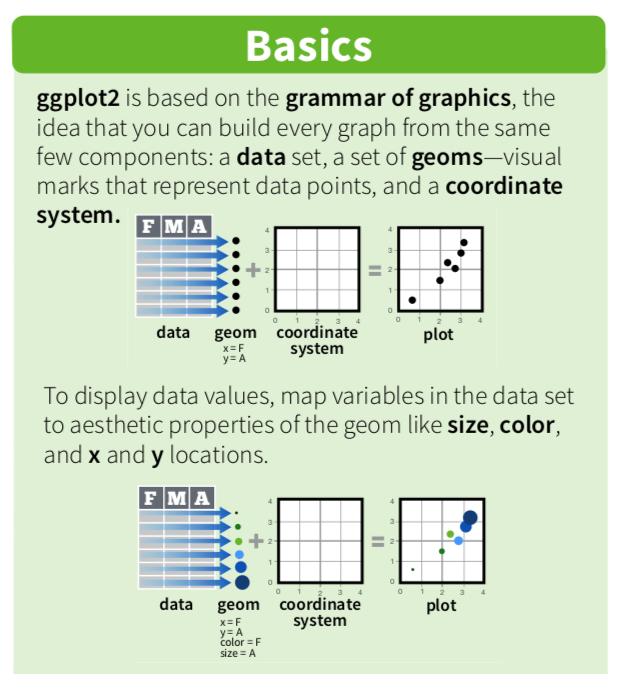 Basics
ggplot2 is based on the grammar of graphics, the
idea that you can build every graph from the same
few components: a data set, a set of geoms—visual
marks that represent data points, and a coordinate
system.
F M A
+
=
4
3
2
1
0
0 1 2 3 4
4
3
2
1
0
0 1 2 3 4
data
geom
x = F
y = A
coordinate
system
plot
To display data values, map variables in the data set
to aesthetic properties of the geom like size, color,
and x and y locations.
F M A
+
=
4
3
2
1
0
0 1 2 3 4
4
3
2
1
0
0 1 2 3 4
data
geom
x = F
y = A
color = F
size = A
coordinate
system
plot